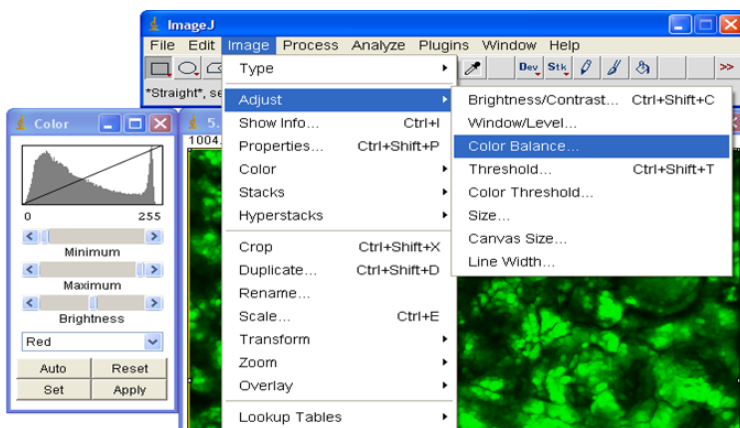 ImageJ
File Edit Image Process Analyze Plugins Window Help
Dev Stk >>
*Straight*, se
Type
Adjust
Show Info... Ctrl+I
Properties... Ctrl+Shift+P
Color
Stacks
Hyperstacks
Crop Ctrl+Shift+X
Duplicate... Ctrl+Shift+D
Rename...
Scale... Ctrl+E
Transform
Zoom
Overlay
Lookup Tables
Brightness/Contrast... Ctrl+Shift+C
Window/Level...
Color Balance...
Threshold... Ctrl+Shift+T
Color Threshold...
Size...
Canvas Size...
Line Width...
Color
0 255
Minimum
Maximum
Brightness
Red
Auto Reset
Set Apply
5.
1004.